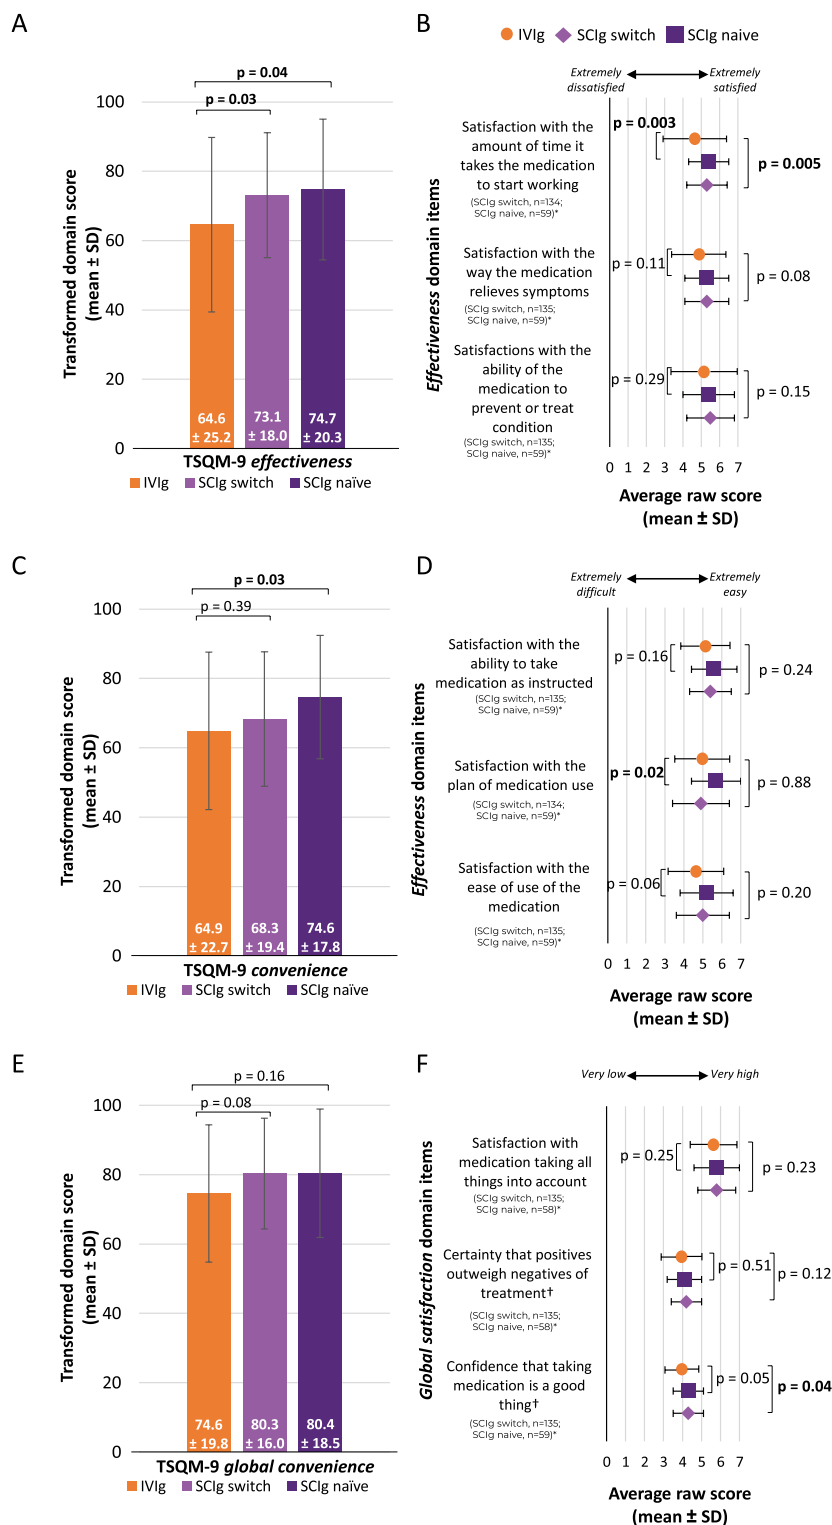 A
p = 0.04
p = 0.03
Transformed domain score
(mean ± SD)
100
80
60
40
20
0
64.6
± 25.2
73.1
± 18.0
74.7
± 20.3
TSQM-9 effectiveness
IVIg SCIg switch SCIg naïve
B
IVIg SCIg switch SCIg naive
Extremely
dissatisfied
Extremely
satisfied
Effectiveness domain items
Satisfaction with the
amount of time it
takes the medication
to start working
(SCIg switch, n=134;
SCIg naive, n=59)*
p = 0.003
p = 0.005
Satisfaction with the
way the medication
relieves symptoms
(SCIg switch, n=135;
SCIg naive, n=59)*
p = 0.11
p = 0.08
Satisfactions with the
ability of the
medication to
prevent or treat
condition
(SCIg switch, n=135;
SCIg naive, n=59)*
p = 0.29
p = 0.15
0 1 2 3 4 5 6 7
Average raw score
(mean ± SD)
C
p = 0.03
p = 0.39
Transformed domain score
(mean ± SD)
100
80
60
40
20
0
64.9
± 22.7
68.3
± 19.4
74.6
± 17.8
TSQM-9 convenience
IVIg SCIg switch SCIg naïve
D
Extremely
difficult
Extremely
easy
Effectiveness domain items
Satisfaction with the
ability to take
medication as instructed
(SCIg switch, n=135;
SCIg naive, n=59)*
p = 0.16
p = 0.24
Satisfaction with the
plan of medication use
(SCIg switch, n=134;
SCIg naive, n=59)*
p = 0.02
p = 0.88
Satisfaction with the
ease of use of the
medication
(SCIg switch, n=135;
SCIg naive, n=59)*
p = 0.06
p = 0.20
0 1 2 3 4 5 6 7
Average raw score
(mean ± SD)
E
p = 0.16
p = 0.08
Transformed domain score
(mean ± SD)
100
80
60
40
20
0
74.6
± 19.8
80.3
± 16.0
80.4
± 18.5
TSQM-9 global convenience
IVIg SCIg switch SCIg naïve
F
Very low
Very high
Global satisfaction domain items
Satisfaction with
medication taking all
things into account
(SCIg switch, n=135;
SCIg naive, n=58)*
p = 0.25
p = 0.23
Certainty that positives
outweigh negatives of
treatment†
(SCIg switch, n=135;
SCIg naive, n=58)*
p = 0.51
p = 0.12
Confidence that taking
medication is a good
thing†
(SCIg switch, n=135;
SCIg naive, n=59)*
p = 0.05
p = 0.04
0 1 2 3 4 5 6 7
Average raw score
(mean ± SD)